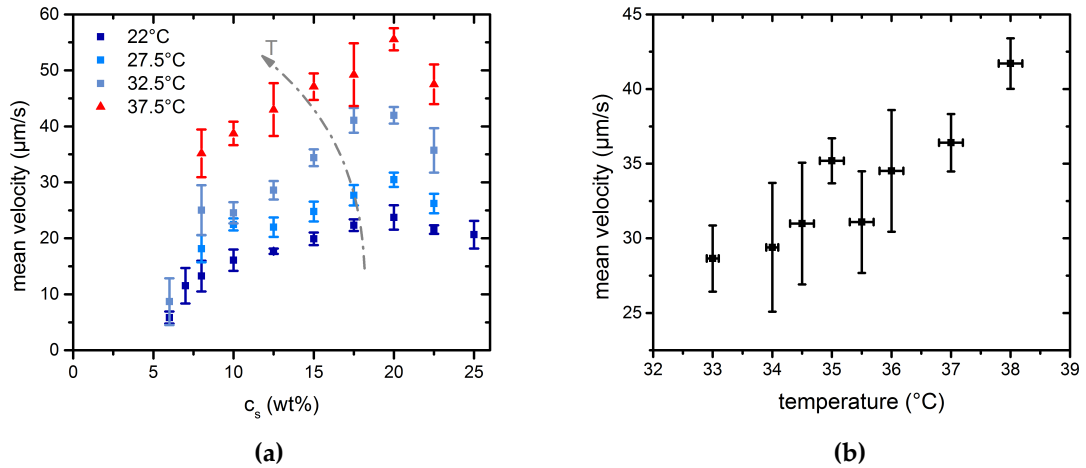 60
50
40
30
20
10
0
mean velocity (µm/s)
22°C
27.5°C
32.5°C
37.5°C
T
0 5 10 15 20 25
c_s (wt%)
(a)
45
40
35
30
25
mean velocity (µm/s)
32 33 34 35 36 37 38 39
temperature (°C)
(b)